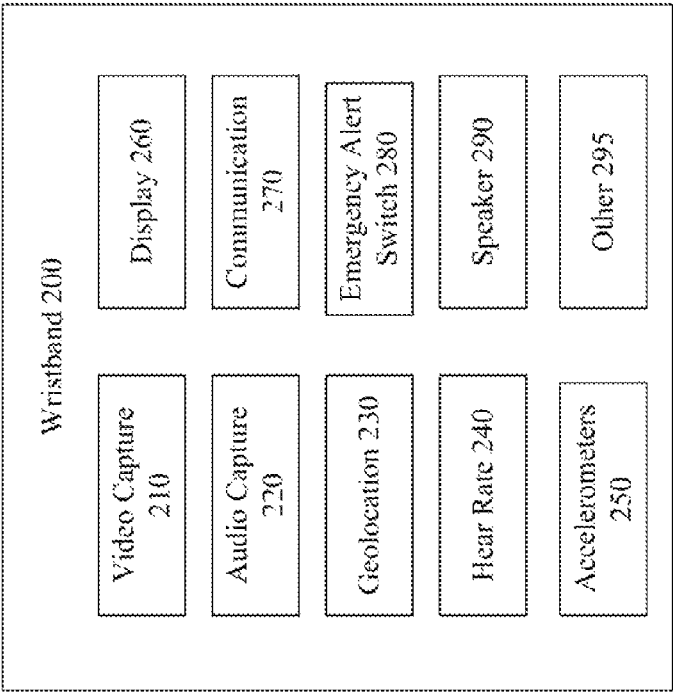 Wristband 200
Video Capture
210
Audio Capture
220
Geolocation 230
Hear Rate 240
Accelerometers
250
Display 260
Communication
270
Emergency Alert
Switch 280
Speaker 290
Other 295